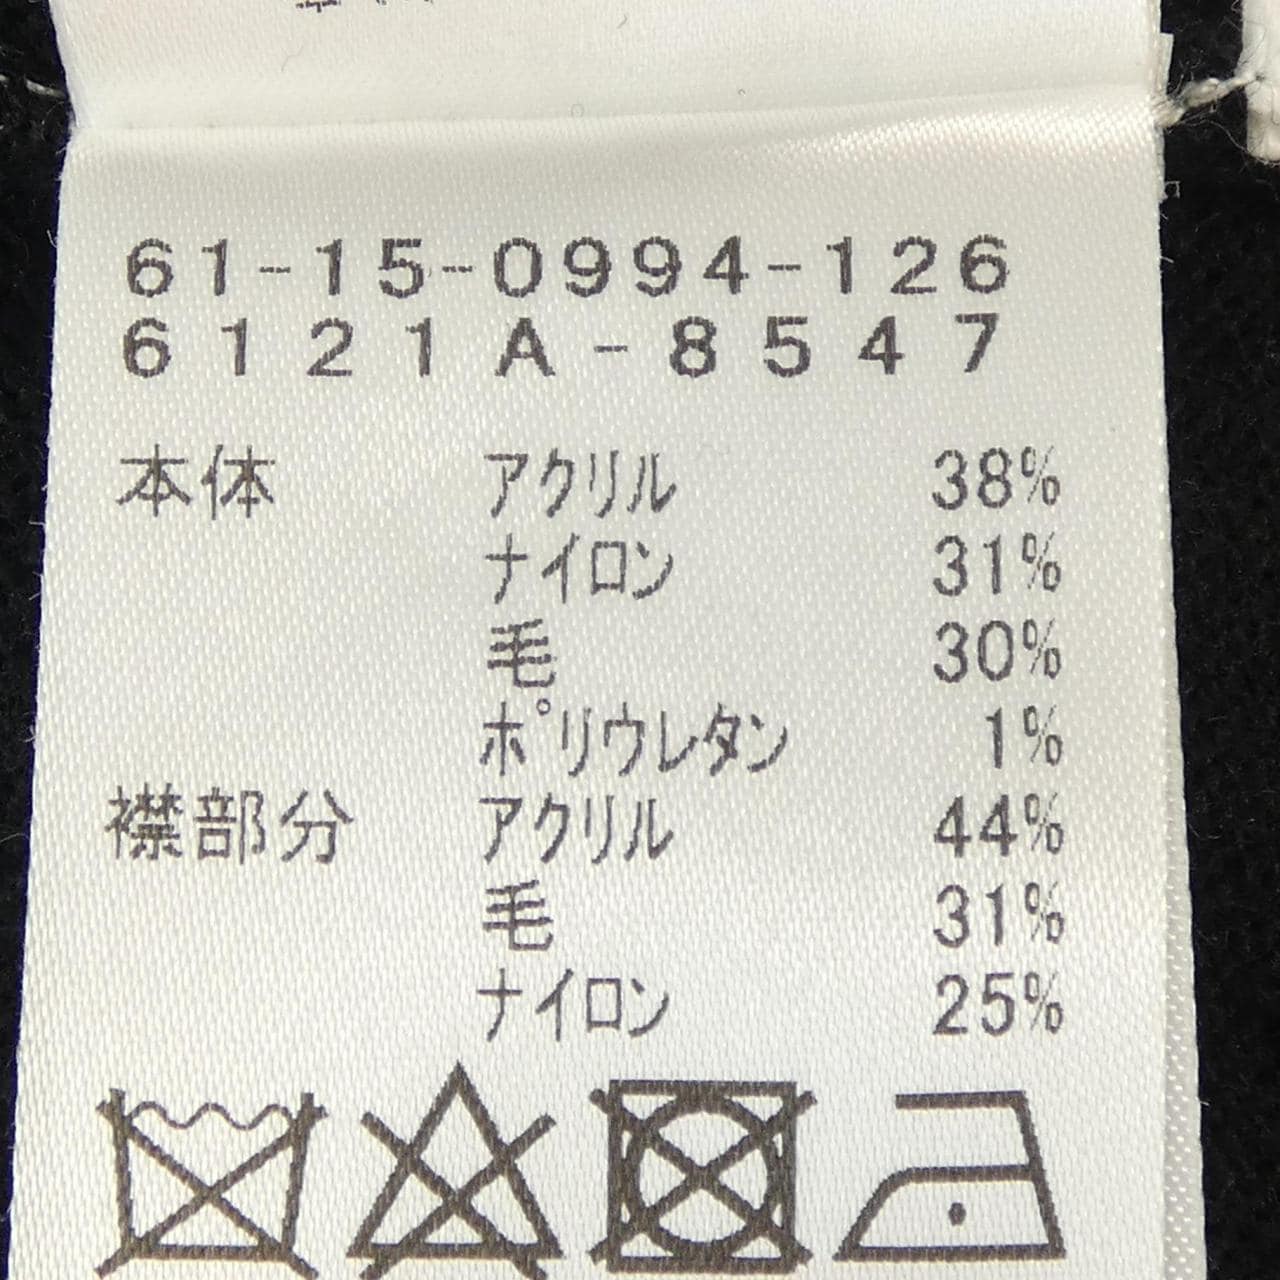 61-15-0994-126
6121A-8547
本体 アクリル 38%
ナイロン 31%
毛 30%
ポリウレタン 1%
襟部分 アクリル 44%
毛 31%
ナイロン 25%